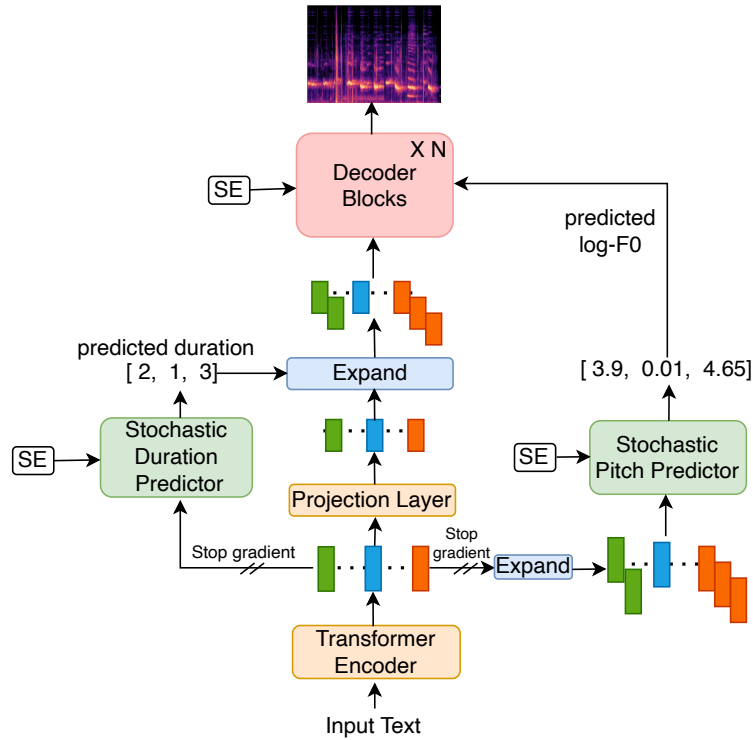 X N
Decoder
Blocks
SE
predicted
log-F0
predicted duration
[ 2, 1, 3]
Expand
[ 3.9, 0.01, 4.65]
Stochastic
Duration
Predictor
SE
Stochastic
Pitch Predictor
SE
Projection Layer
Stop gradient
Stop
gradient
Expand
Transformer
Encoder
Input Text